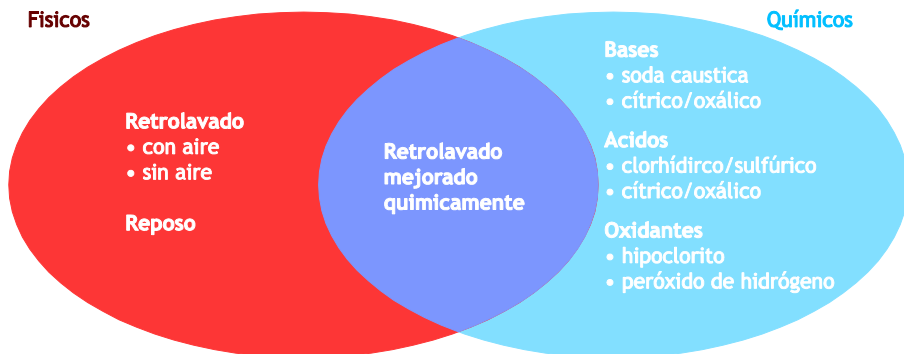 Fisicos
Químicos
Retrolavado
• con aire
• sin aire
Reposo
Retrolavado
mejorado
quimicamente
Bases
• soda caustica
• cítrico/oxálico
Acidos
• clorhídirco/sulfúrico
• cítrico/oxálico
Oxidantes
• hipoclorito
• peróxido de hidrógeno